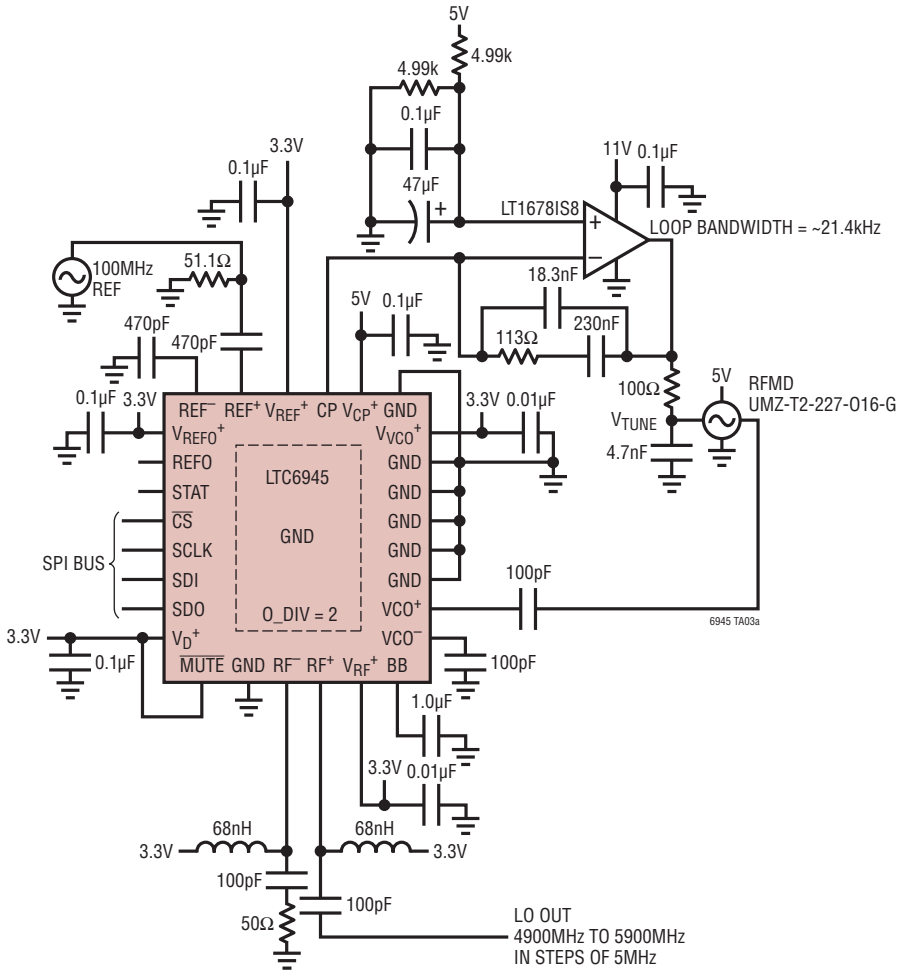 5V
4.99k
4.99k
0.1µF
3.3V
0.1µF
47µF
+
11V
0.1µF
LT1678IS8
+
–
LOOP BANDWIDTH = ~21.4kHz
100MHz
REF
51.1Ω
18.3nF
5V
0.1µF
230nF
113Ω
470pF
470pF
100Ω
5V
RFMD
UMZ-T2-227-O16-G
VTUNE
4.7nF
0.1µF
3.3V
3.3V
0.01µF
REF–
REF+
VREF+
CP
VCP+
GND
VREFO+
VVCO+
REFO
GND
STAT
GND
CS
GND
SCLK
GND
SDI
GND
SDO
VCO+
VD+
VCO–
LTC6945
GND
O_DIV = 2
SPI BUS
100pF
6945 TA03a
3.3V
0.1µF
100pF
MUTE
GND
RF–
RF+
VRF+
BB
1.0µF
3.3V
0.01µF
68nH
68nH
3.3V
3.3V
100pF
100pF
50Ω
LO OUT
4900MHz TO 5900MHz
IN STEPS OF 5MHz